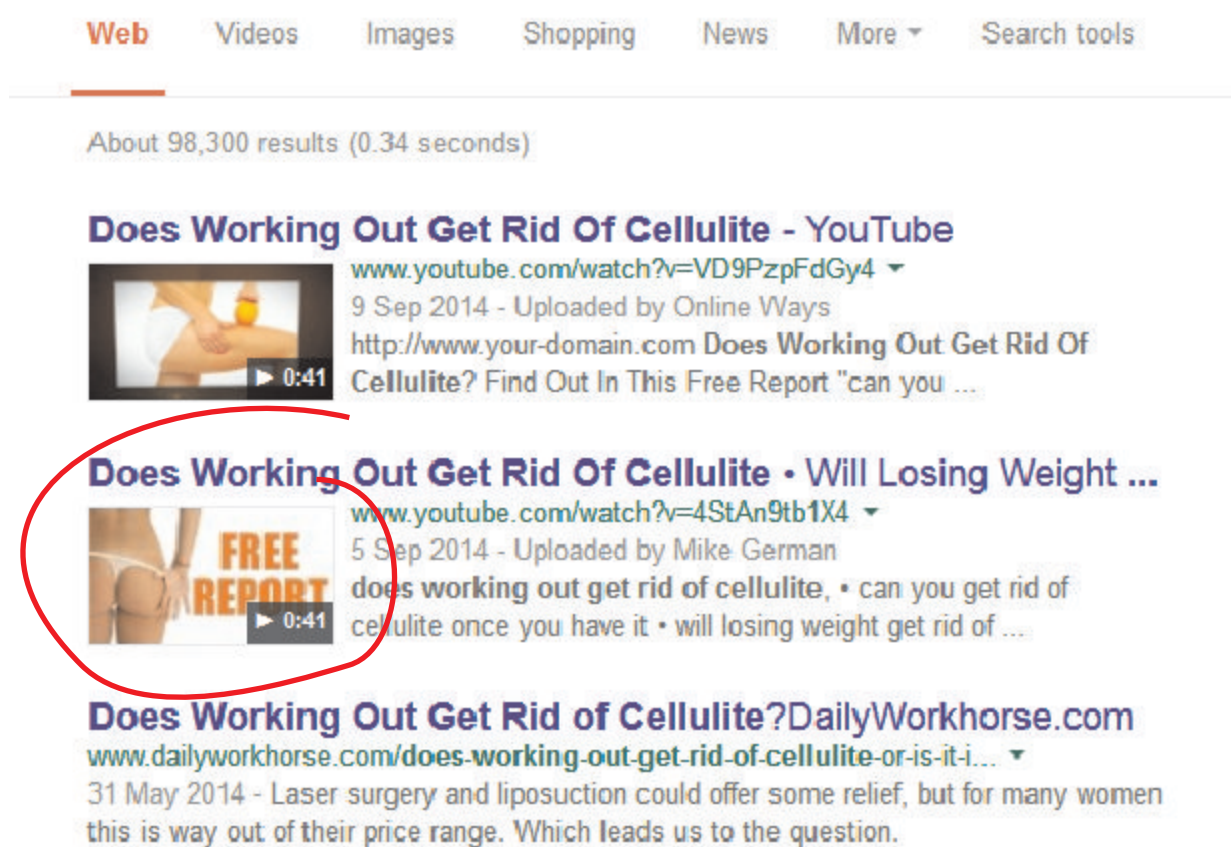 Web Videos Images Shopping News More Search tools
About 98,300 results (0.34 seconds)
Does Working Out Get Rid Of Cellulite - YouTube
www.youtube.com/watch?v=VD9PzpFdGy4
9 Sep 2014 - Uploaded by Online Ways
http://www.your-domain.com Does Working Out Get Rid Of
0:41
Cellulite? Find Out In This Free Report "can you ...
Does Working Out Get Rid Of Cellulite • Will Losing Weight ...
www.youtube.com/watch?v=4StAn9tb1X4
FREE
5 Sep 2014 - Uploaded by Mike German
REPORT
does working out get rid of cellulite, • can you get rid of
0:41
cellulite once you have it • will losing weight get rid of ...
Does Working Out Get Rid of Cellulite?DailyWorkhorse.com
www.dailyworkhorse.com/does-working-out-get-rid-of-cellulite-or-is-it-i...
31 May 2014 - Laser surgery and liposuction could offer some relief, but for many women
this is way out of their price range. Which leads us to the question.